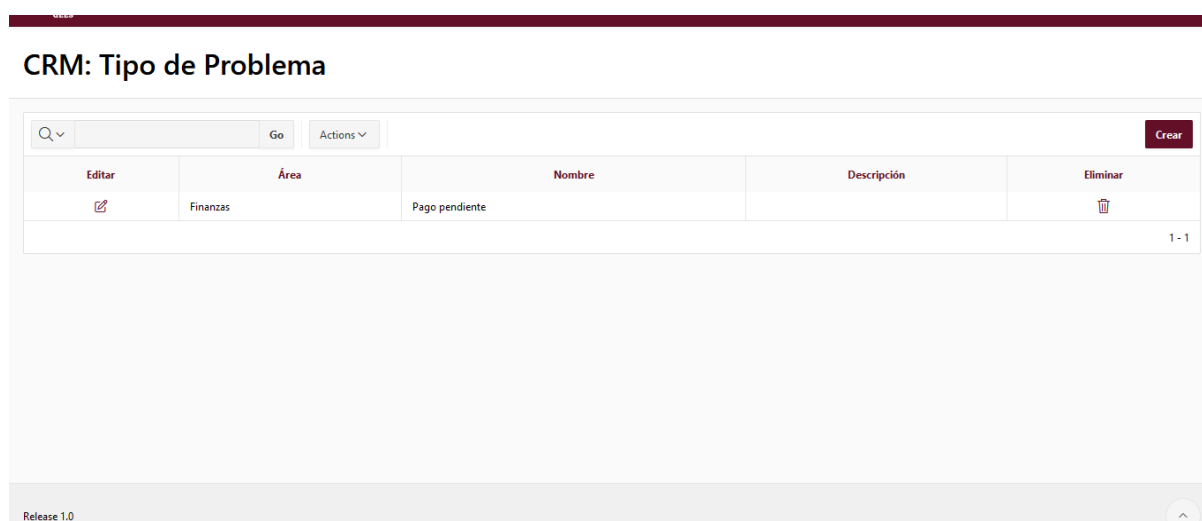 CRM: Tipo de Problema
Go Actions Crear
Editar Área Nombre Descripción Eliminar
Finanzas Pago pendiente
1 - 1
Release 1.0